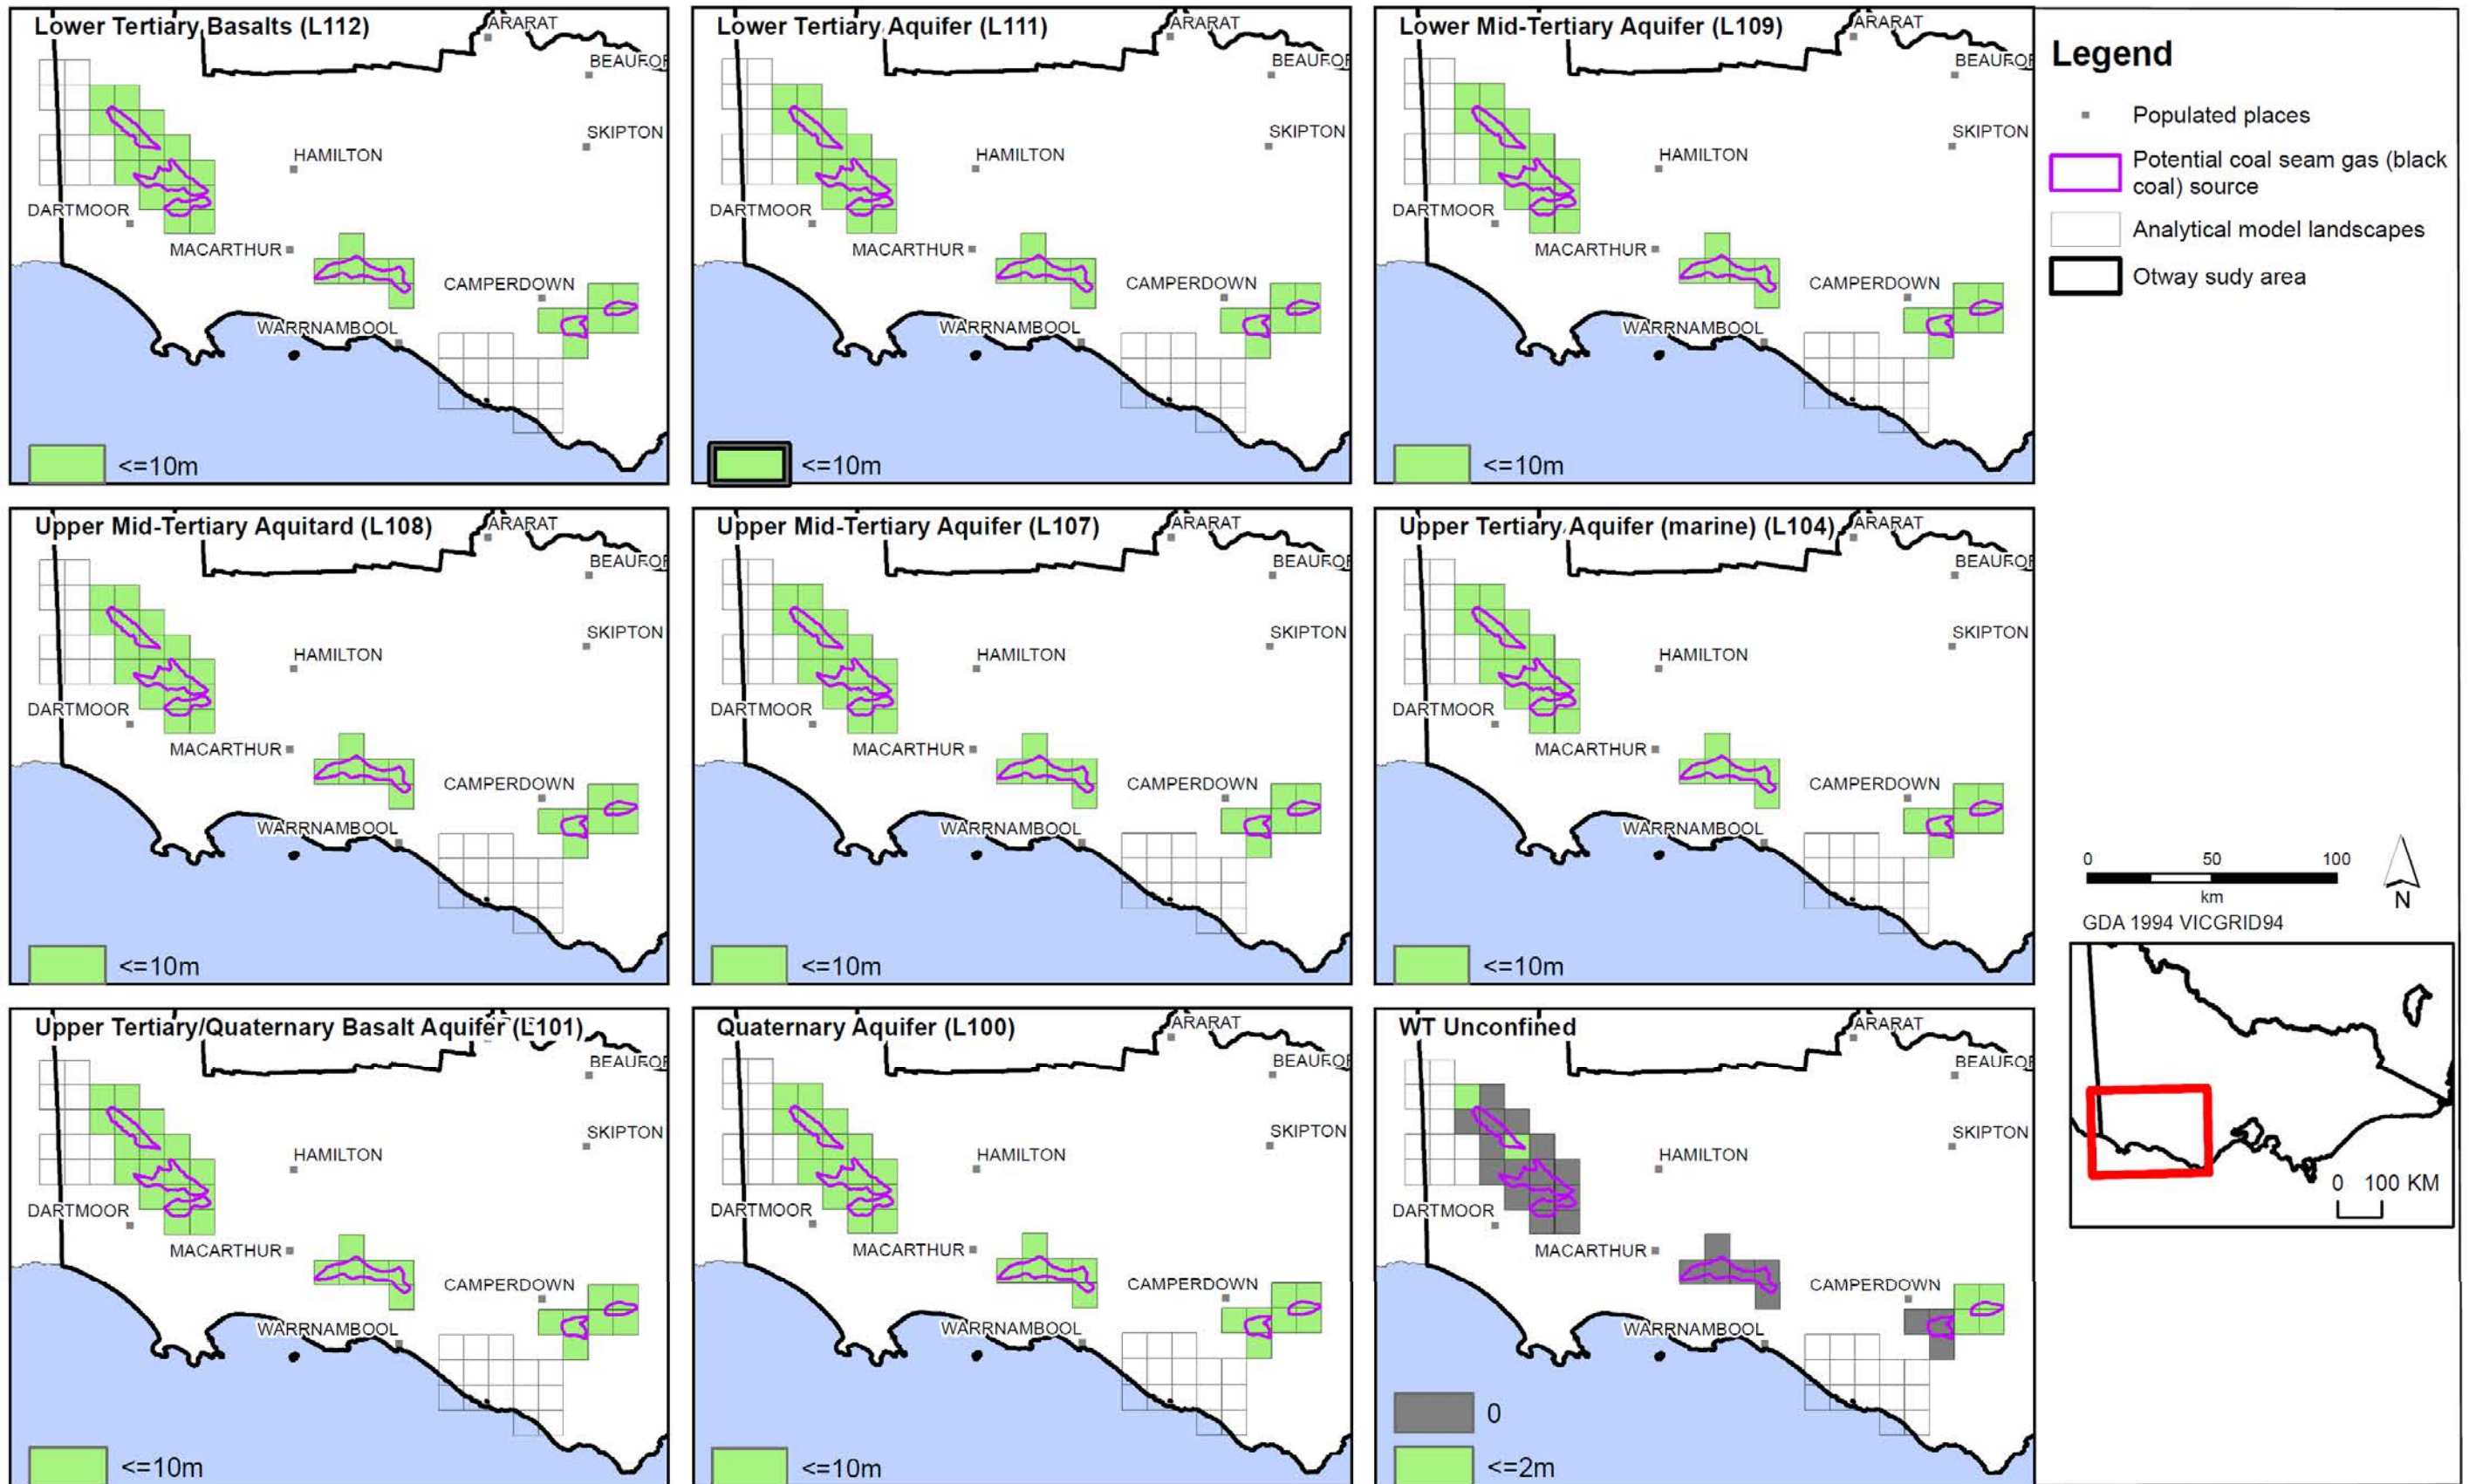 Lower Tertiary Basalts (L112)
ARARAT
BEAUFOR
SKIPTON
HAMILTON
DARTMOOR
MACARTHUR
CAMPERDOWN
WARRNAMBOOL
<=10m
Lower Tertiary Aquifer (L111)
ARARAT
BEAUFOR
SKIPTON
HAMILTON
DARTMOOR
MACARTHUR
CAMPERDOWN
WARRNAMBOOL
<=10m
Lower Mid-Tertiary Aquifer (L109)
ARARAT
BEAUFOR
SKIPTON
HAMILTON
DARTMOOR
MACARTHUR
CAMPERDOWN
WARRNAMBOOL
<=10m
Legend
Populated places
Potential coal seam gas (black
coal) source
Analytical model landscapes
Otway sudy area
Upper Mid-Tertiary Aquitard (L108)
ARARAT
BEAUFOR
SKIPTON
HAMILTON
DARTMOOR
MACARTHUR
CAMPERDOWN
WARRNAMBOOL
<=10m
Upper Mid-Tertiary Aquifer (L107)
ARARAT
BEAUFOR
SKIPTON
HAMILTON
DARTMOOR
MACARTHUR
CAMPERDOWN
WARRNAMBOOL
<=10m
Upper Tertiary Aquifer (marine) (L104)
ARARAT
BEAUFOR
SKIPTON
HAMILTON
DARTMOOR
MACARTHUR
CAMPERDOWN
WARRNAMBOOL
<=10m
0 50 100
km
N
GDA 1994 VICGRID94
Upper Tertiary/Quaternary Basalt Aquifer (L101)
BEAUFOR
SKIPTON
HAMILTON
DARTMOOR
MACARTHUR
CAMPERDOWN
WARRNAMBOOL
<=10m
Quaternary Aquifer (L100)
ARARAT
BEAUFOR
SKIPTON
HAMILTON
DARTMOOR
MACARTHUR
CAMPERDOWN
WARRNAMBOOL
<=10m
WT Unconfined
ARARAT
BEAUFOR
SKIPTON
HAMILTON
DARTMOOR
MACARTHUR
CAMPERDOWN
WARRNAMBOOL
0
<=2m
0 100 KM